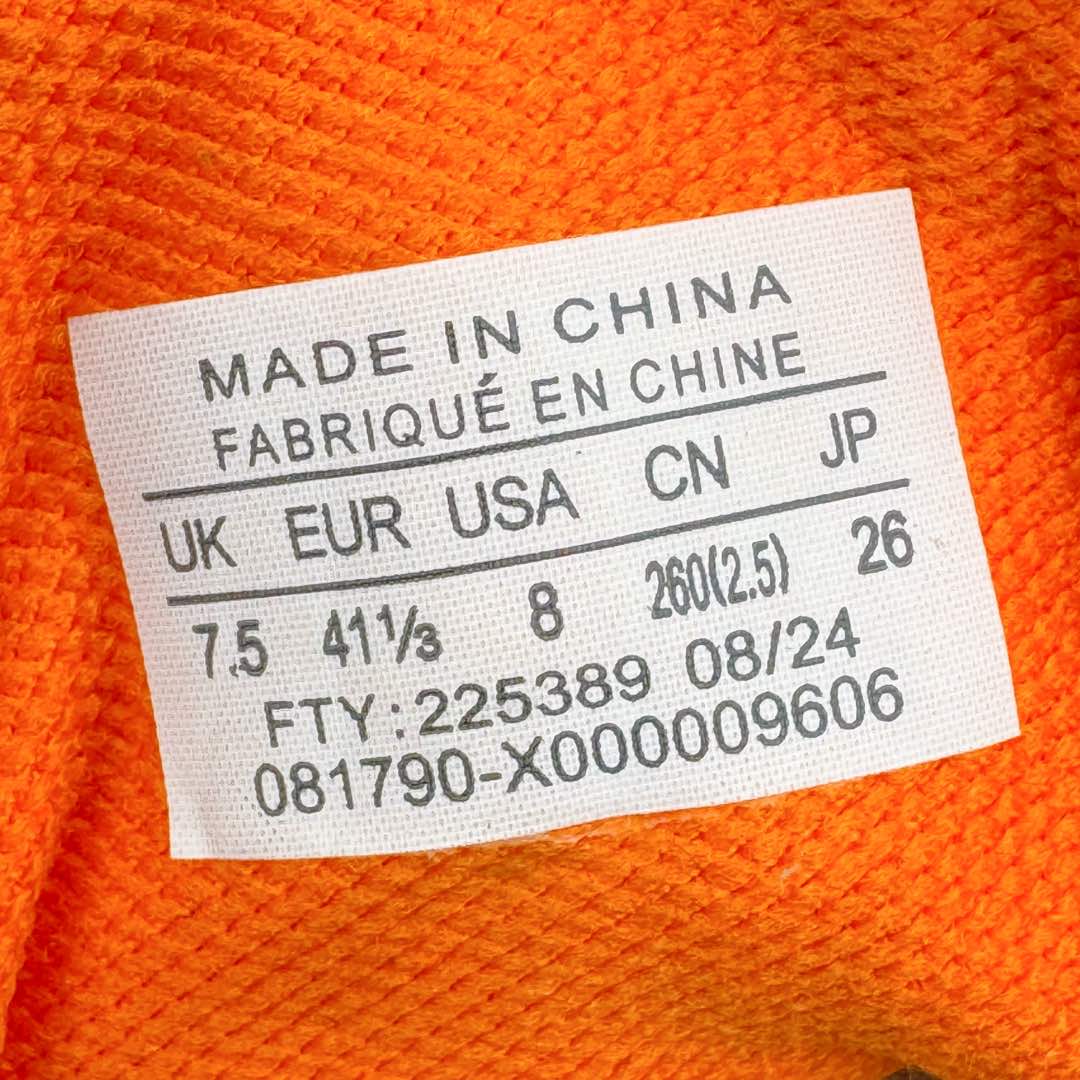 MADE IN CHINA
FABRIQUÉ EN CHINE
UK EUR USA CN JP
7.5 41⅓ 8 260(2.5) 26
FTY:225389 08/24
081790-X000009606